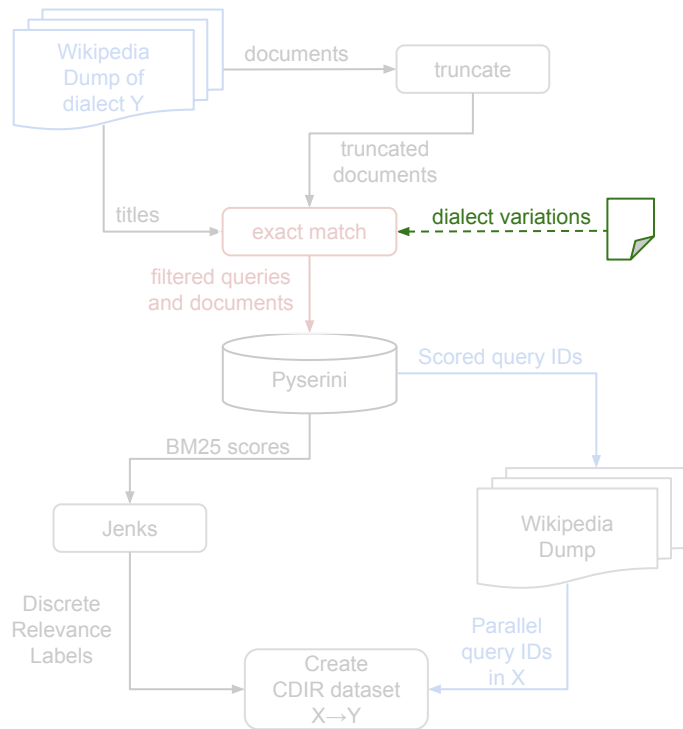 Wikipedia
Dump of
dialect Y
documents
truncate
truncated
documents
titles
exact match
dialect variations
filtered queries
and documents
Pyserini
Scored query IDs
BM25 scores
Jenks
Wikipedia
Dump
Discrete
Relevance
Labels
Parallel
query IDs
in X
Create
CDIR dataset
X→Y